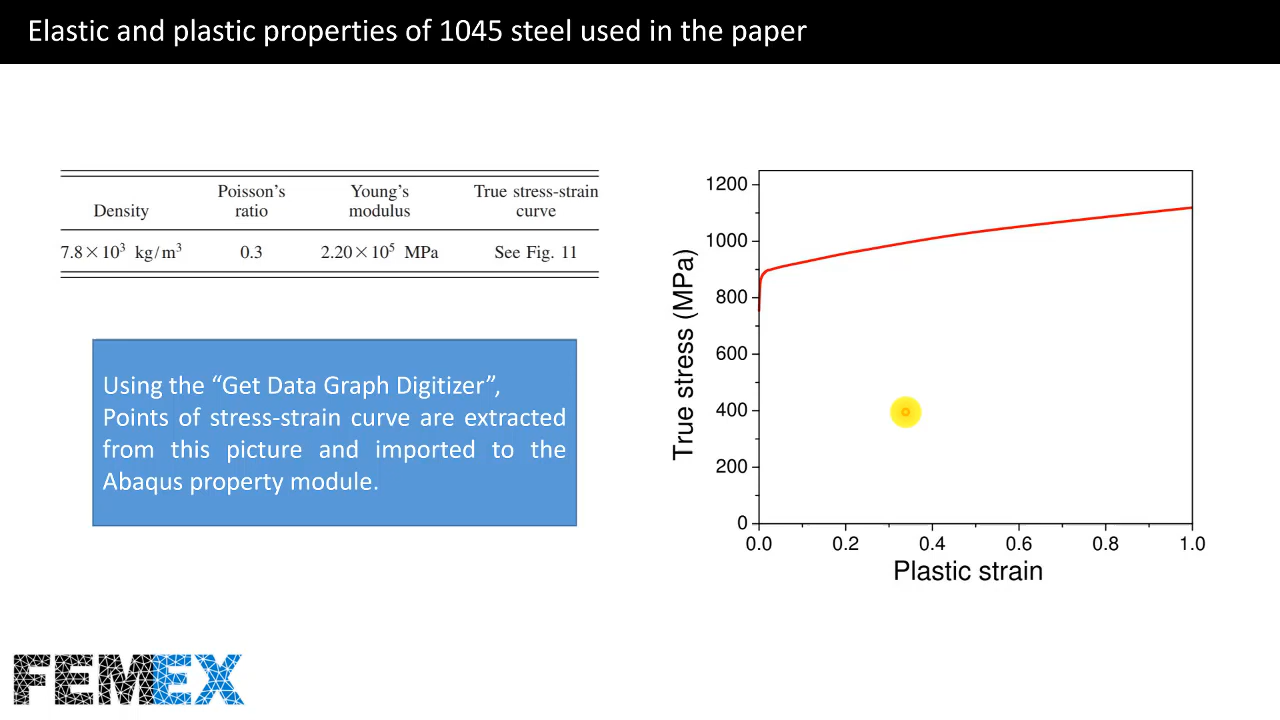 Elastic and plastic properties of 1045 steel used in the paper
Density
Poisson's
ratio
Young's
modulus
True stress-strain
curve
7.8×10³ kg/m³
0.3
2.20×10⁵ MPa
See Fig. 11
Using the “Get Data Graph Digitizer”,
Points of stress-strain curve are extracted
from this picture and imported to the
Abaqus property module.
True stress (MPa)
1200
1000
800
600
400
200
0
0.0 0.2 0.4 0.6 0.8 1.0
Plastic strain
FEMEX